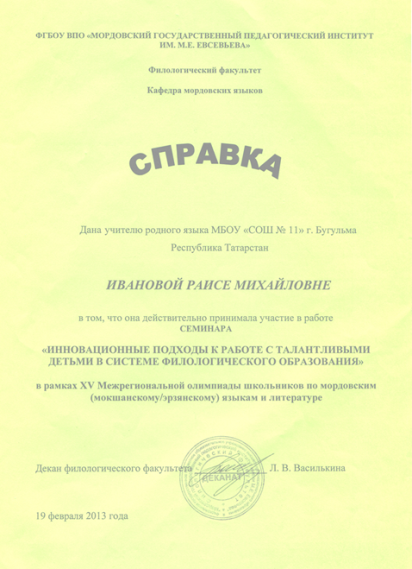 ФГБОУ ВПО «МОРДОВСКИЙ ГОСУДАРСТВЕННЫЙ ПЕДАГОГИЧЕСКИЙ ИНСТИТУТ
ИМ. М.Е. ЕВСЕВЬЕВА»
Филологический факультет
Кафедра мордовских языков
СПРАВКА
Дана учителю родного языка МБОУ «СОШ № 11» г. Бугульма
Республика Татарстан
ИВАНОВОЙ РАИСЕ МИХАЙЛОВНЕ
в том, что она действительно принимала участие в работе
СЕМИНАРА
«ИННОВАЦИОННЫЕ ПОДХОДЫ К РАБОТЕ С ТАЛАНТЛИВЫМИ
ДЕТЬМИ В СИСТЕМЕ ФИЛОЛОГИЧЕСКОГО ОБРАЗОВАНИЯ»
в рамках XV Межрегиональной олимпиады школьников по мордовским
(мокшанскому/эрзянскому) языкам и литературе
Декан филологического факультета Л. В. Василькина
ДЕКАНАТ
19 февраля 2013 года